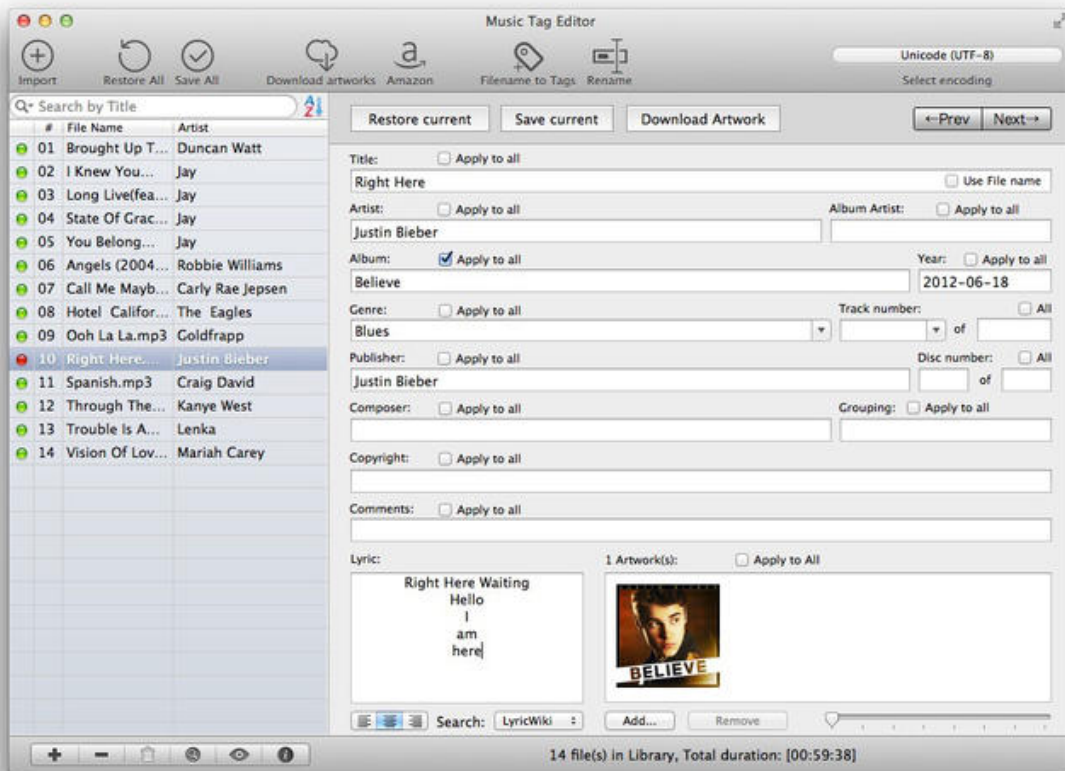 Music Tag Editor
Import
Restore All
Save All
Download artworks
a
Amazon
Filename to Tags
Rename
Unicode (UTF-8)
Select encoding
Search by Title
A
Z
# File Name Artist
01 Brought Up T... Duncan Watt
02 I Knew You... Jay
03 Long Live(fea... Jay
04 State Of Grac... Jay
05 You Belong... Jay
06 Angels (2004... Robbie Williams
07 Call Me Mayb... Carly Rae Jepsen
08 Hotel Califor... The Eagles
09 Ooh La La.mp3 Goldfrapp
10 Right Here.... Justin Bieber
11 Spanish.mp3 Craig David
12 Through The... Kanye West
13 Trouble Is A... Lenka
14 Vision Of Lov... Mariah Carey
Restore current
Save current
Download Artwork
←Prev Next→
Title: Apply to all
Right Here Use File name
Artist: Apply to all Album Artist: Apply to all
Justin Bieber
Album: Apply to all Year: Apply to all
Believe 2012-06-18
Genre: Apply to all Track number: All
Blues of
Publisher: Apply to all Disc number: All
Justin Bieber of
Composer: Apply to all Grouping: Apply to all
Copyright: Apply to all
Comments: Apply to all
Lyric: 1 Artwork(s): Apply to All
Right Here Waiting
Hello
I
am
here
BELIEVE
Search: LyricWiki
Add... Remove
14 file(s) in Library, Total duration: [00:59:38]